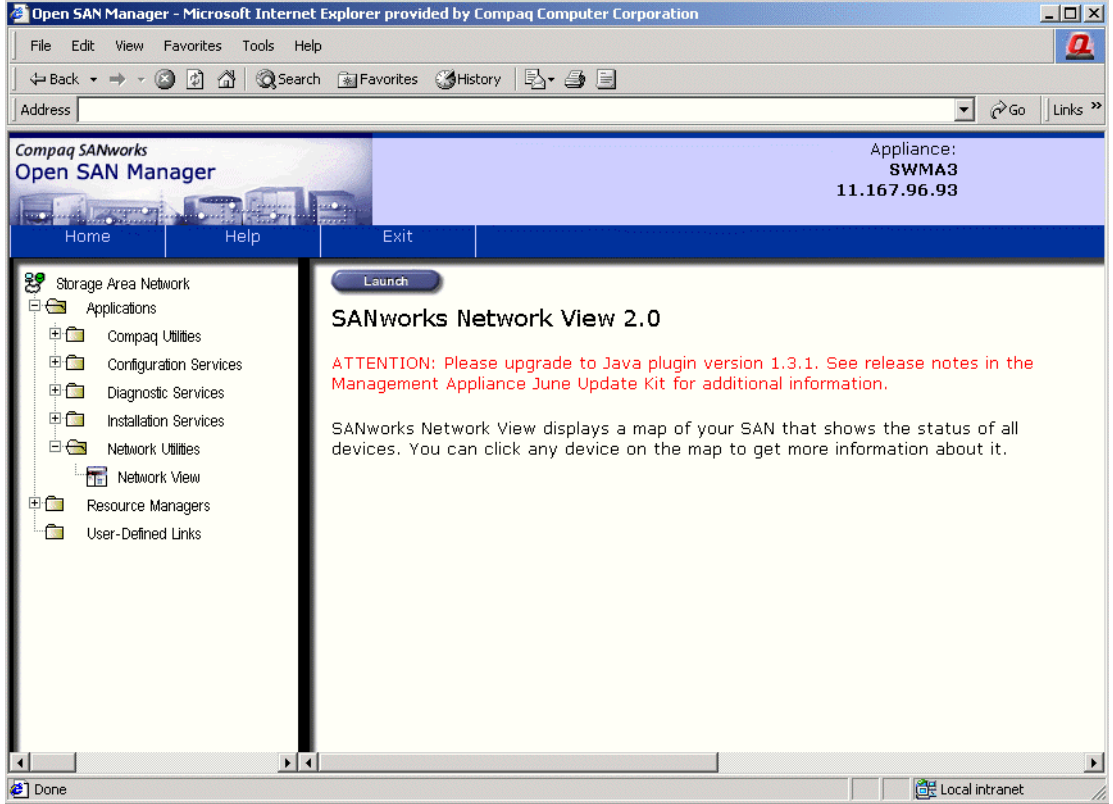 Open SAN Manager - Microsoft Internet Explorer provided by Compaq Computer Corporation
File Edit View Favorites Tools Help
Back Search Favorites History
Address Go Links »
Compaq SANworks
Open SAN Manager
Appliance:
SWMA3
11.167.96.93
Home Help Exit
Storage Area Network
Applications
Compaq Utilities
Configuration Services
Diagnostic Services
Installation Services
Network Utilities
Network View
Resource Managers
User-Defined Links
Launch
SANworks Network View 2.0
ATTENTION: Please upgrade to Java plugin version 1.3.1. See release notes in the
Management Appliance June Update Kit for additional information.
SANworks Network View displays a map of your SAN that shows the status of all
devices. You can click any device on the map to get more information about it.
Done Local intranet